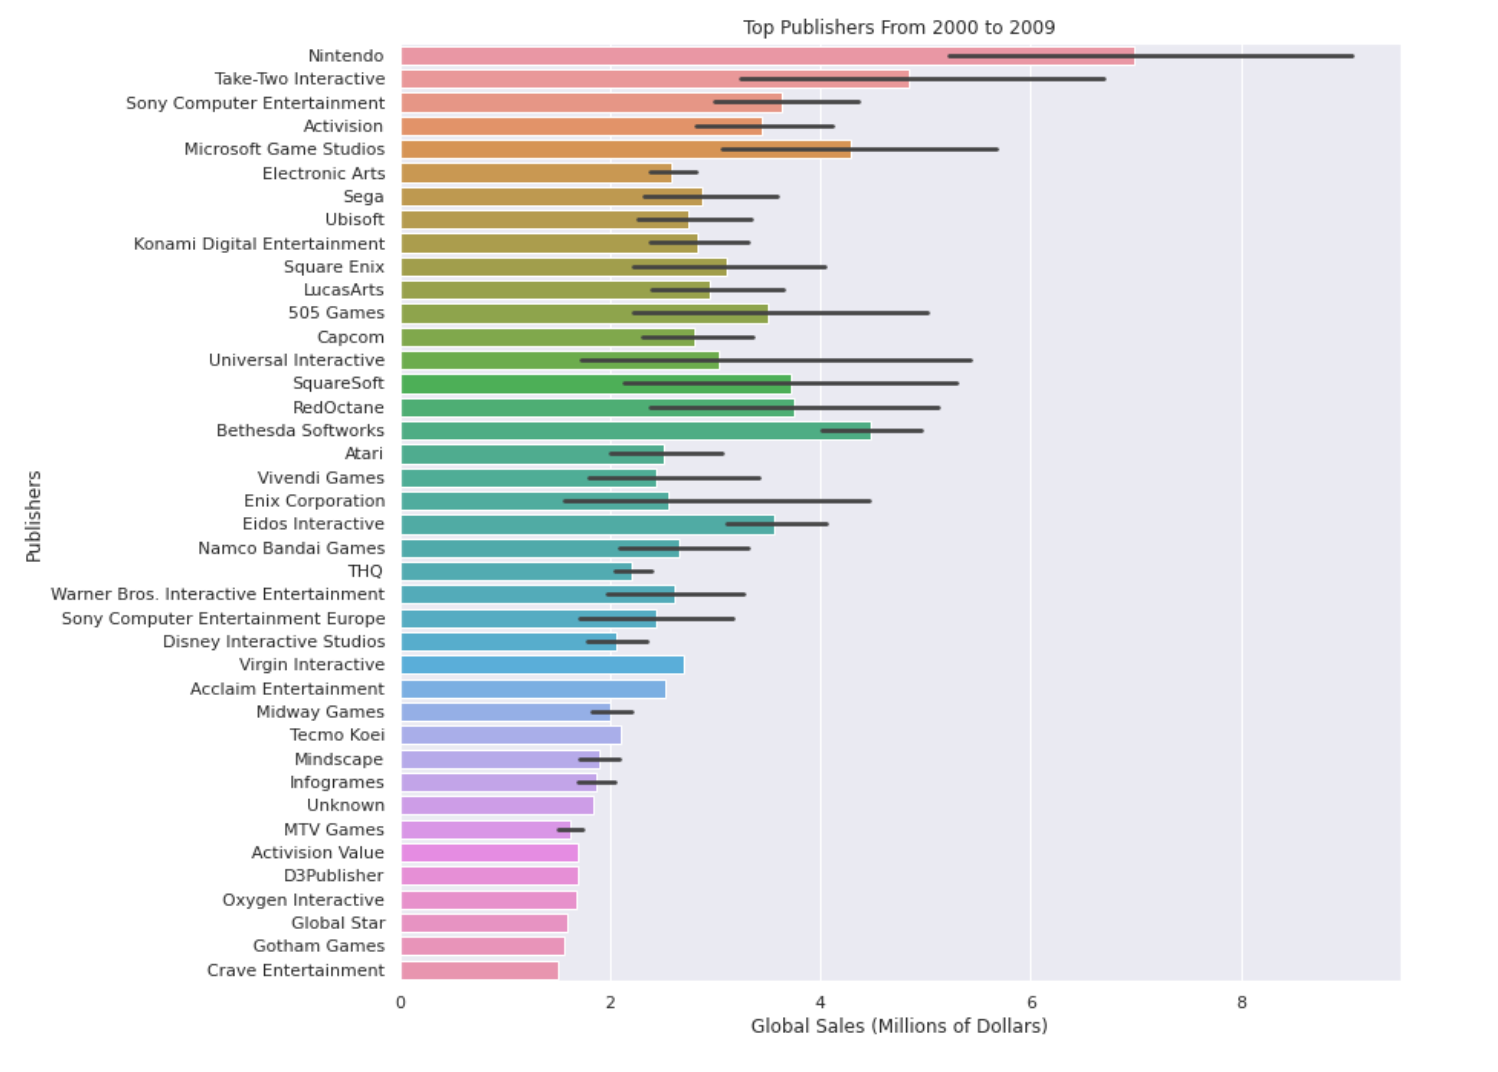 Top Publishers From 2000 to 2009
Nintendo
Take-Two Interactive
Sony Computer Entertainment
Activision
Microsoft Game Studios
Electronic Arts
Sega
Ubisoft
Konami Digital Entertainment
Square Enix
LucasArts
505 Games
Capcom
Universal Interactive
SquareSoft
RedOctane
Bethesda Softworks
Atari
Vivendi Games
Enix Corporation
Eidos Interactive
Namco Bandai Games
THQ
Warner Bros. Interactive Entertainment
Sony Computer Entertainment Europe
Disney Interactive Studios
Virgin Interactive
Acclaim Entertainment
Midway Games
Tecmo Koei
Mindscape
Infogrames
Unknown
MTV Games
Activision Value
D3Publisher
Oxygen Interactive
Global Star
Gotham Games
Crave Entertainment
Publishers
0 2 4 6 8
Global Sales (Millions of Dollars)